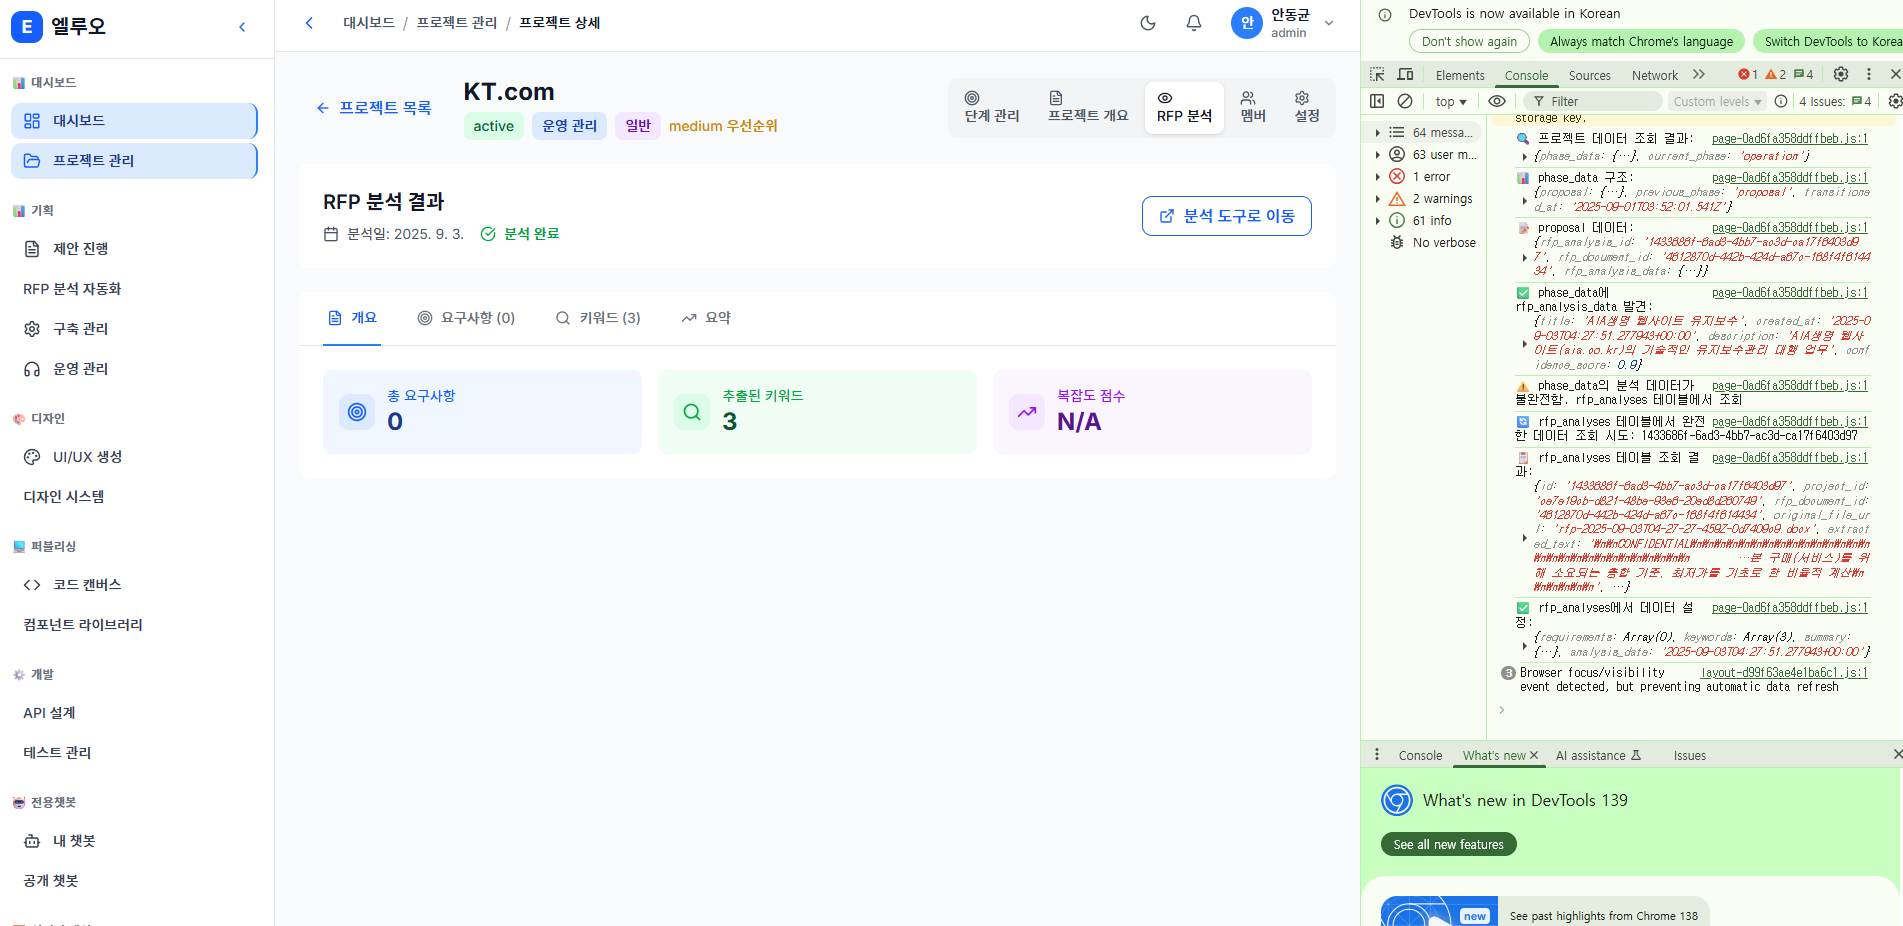 E 엘루오
대시보드
대시보드
프로젝트 관리
기획
제안 진행
RFP 분석 자동화
구축 관리
운영 관리
디자인
UI/UX 생성
디자인 시스템
퍼블리싱
코드 캔버스
컴포넌트 라이브러리
개발
API 설계
테스트 관리
전용챗봇
내 챗봇
공개 챗봇
대시보드 / 프로젝트 관리 / 프로젝트 상세
안 안동균
admin
프로젝트 목록
KT.com
active 운영 관리 일반 medium 우선순위
단계 관리 프로젝트 개요 RFP 분석 멤버 설정
RFP 분석 결과
분석일: 2025. 9. 3. 분석 완료
분석 도구로 이동
개요 요구사항 (0) 키워드 (3) 요약
총 요구사항
0
추출된 키워드
3
복잡도 점수
N/A
DevTools is now available in Korean
Don't show again Always match Chrome's language Switch DevTools to Korea
Elements Console Sources Network 1 2 4
top Filter Custom levels 4 Issues: 4
64 messa...
63 user m...
1 error
2 warnings
61 info
No verbose
storage key.
프로젝트 데이터 조회 결과: page-0ad6fa358ddffbeb.js:1
{phase_data: {…}, current_phase: 'operation'}
phase_data 구조: page-0ad6fa358ddffbeb.js:1
{proposal: {…}, previous_phase: 'proposal', transitione
d_at: '2025-09-01T08:52:01.541Z'}
proposal 데이터: page-0ad6fa358ddffbeb.js:1
{rfp_analysis_id: '1433686f-6ad3-4bb7-ac3d-ca17f6403d9
7', rfp_document_id: '4612870d-442b-424d-a67c-168f4f6144
34', rfp_analysis_data: {…}}
phase_data에 page-0ad6fa358ddffbeb.js:1
rfp_analysis_data 발견:
{title: 'AIA생명 웹사이트 유지보수', created_at: '2025-0
9-03T04:27:51.277943+00:00', description: 'AIA생명 웹사
이트(aia.co.kr)의 기술적인 유지보수관리 대행 업무', conf
idence_score: 0.9}
phase_data의 분석 데이터가 page-0ad6fa358ddffbeb.js:1
불완전함. rfp_analyses 테이블에서 조회
rfp_analyses 테이블에서 완전 page-0ad6fa358ddffbeb.js:1
한 데이터 조회 시도: 1433686f-6ad3-4bb7-ac3d-ca17f6403d97
rfp_analyses 테이블 조회 결 page-0ad6fa358ddffbeb.js:1
과:
{id: '1433686f-6ad3-4bb7-ac3d-ca17f6403d97', project_id:
rfp_document_id:
original_file_ur
l: 'rfp-2025-09-03T04-27-27-459Z-0d7409c9.docx', extract
ed_text:
…본 구매(서비스)를 위
해 소요되는 총합 기준, 최저가를 기초로 한 비율적 계산₩n
₩n₩n₩n₩n₩n', …}
rfp_analyses에서 데이터 설 page-0ad6fa358ddffbeb.js:1
정:
{requirements: Array(0), keywords: Array(3), summary:
{…}, analysis_date: '2025-09-03T04:27:51.277943+00:00'}
3 Browser focus/visibility layout-d99f63ae4e1ba6c1.js:1
event detected, but preventing automatic data refresh
Console What's new AI assistance Issues
What's new in DevTools 139
See all new features
new See past highlights from Chrome 138